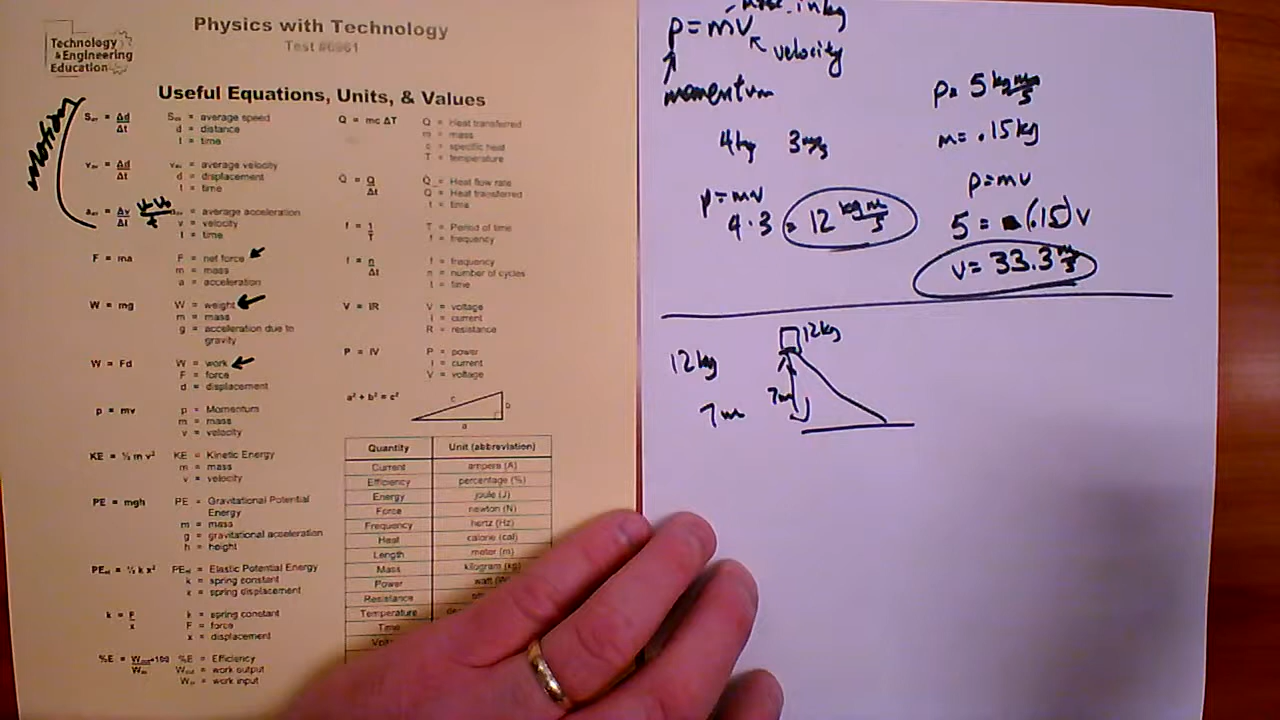 Technology
& Engineering
Education
Physics with Technology
Test #6961
Useful Equations, Units, & Values
motion
Sav = Δd/Δt
Sav = average speed
d = distance
t = time
vav = Δd/Δt
vav = average velocity
d = displacement
t = time
aav = Δv/Δt
aav = average acceleration
v = velocity
t = time
F = ma
F = net force
m = mass
a = acceleration
W = mg
W = weight
m = mass
g = acceleration due to
gravity
W = Fd
W = work
F = force
d = displacement
p = mv
p = Momentum
m = mass
v = velocity
KE = ½ m v²
KE = Kinetic Energy
m = mass
v = velocity
PE = mgh
PE = Gravitational Potential
Energy
m = mass
g = gravitational acceleration
h = height
PEel = ½ k x²
PEel = Elastic Potential Energy
k = spring constant
x = spring displacement
k = F/x
k = spring constant
F = force
x = displacement
%E = Wout/Win *100
%E = Efficiency
Wout = work output
Win = work input
Q = mc ΔT
Q = Heat transferred
m = mass
c = specific heat
T = temperature
Q = Q/Δt
Q = Heat flow rate
Q = Heat transferred
t = time
f = 1/T
T = Period of time
f = frequency
f = n/Δt
f = frequency
n = number of cycles
t = time
V = IR
V = voltage
I = current
R = resistance
P = IV
P = power
I = current
V = voltage
a² + b² = c²
c
b
a
Quantity Unit (abbreviation)
Current ampere (A)
Efficiency percentage (%)
Energy joule (J)
Force newton (N)
Frequency hertz (Hz)
Heat calorie (cal)
Length meter (m)
Mass kilogram (kg)
Power watt
Resistance
Temperature
Time
p = mv
in kg
velocity
momentum
4kg 3 m/s
p = mv
4·3 = 12 kg m/s
p = 5 kg m/s
m = .15 kg
p = mv
5 = (.15)v
v = 33.3 m/s
12kg
12kg
7m
7m